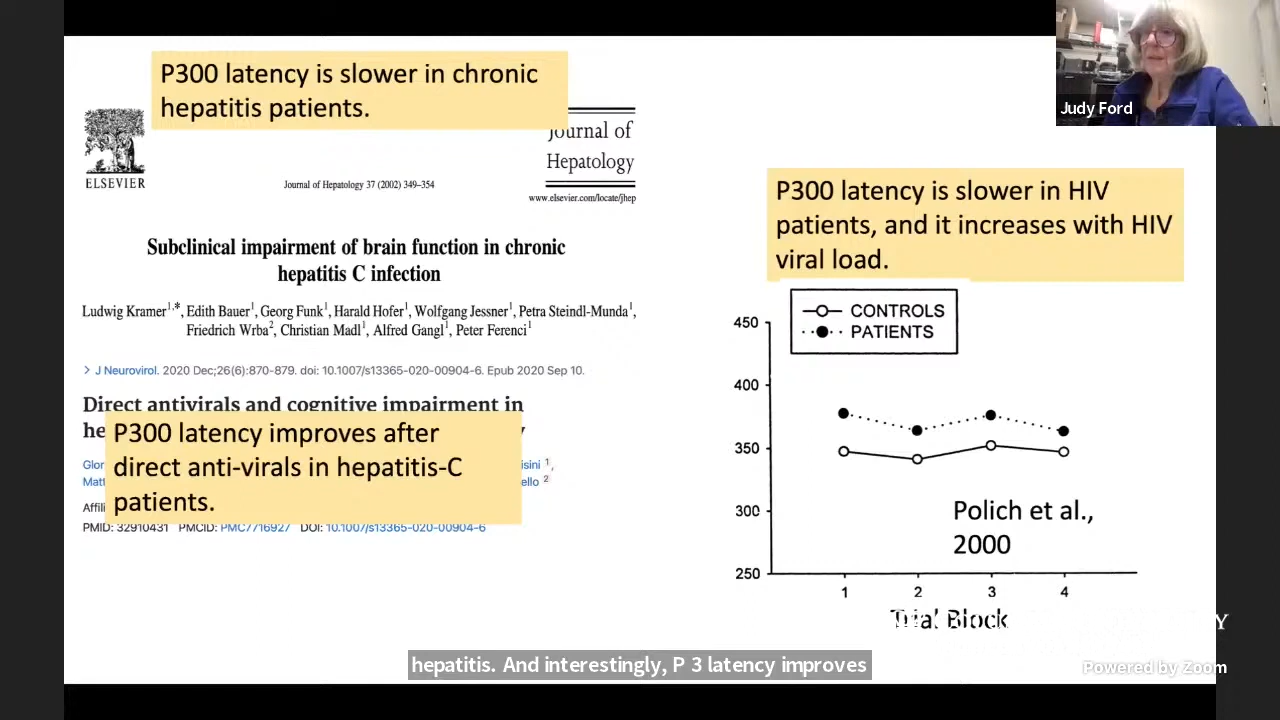 P300 latency is slower in chronic
hepatitis patients.
Journal of
Hepatology
ELSEVIER
Journal of Hepatology 37 (2002) 349–354
www.elsevier.com/locate/jhep
Subclinical impairment of brain function in chronic
hepatitis C infection
Ludwig Kramer1,*, Edith Bauer1, Georg Funk1, Harald Hofer1, Wolfgang Jessner1, Petra Steindl-Munda1,
Friedrich Wrba2, Christian Madl1, Alfred Gangl1, Peter Ferenci1
> J Neurovirol. 2020 Dec;26(6):870-879. doi: 10.1007/s13365-020-00904-6. Epub 2020 Sep 10.
Direct antivirals and cognitive impairment in
P300 latency improves after
direct anti-virals in hepatitis-C
patients.
PMID: 32910431 PMCID: PMC7716927 DOI: 10.1007/s13365-020-00904-6
Judy Ford
P300 latency is slower in HIV
patients, and it increases with HIV
viral load.
CONTROLS
PATIENTS
450
400
350
300
250
Polich et al.,
2000
1 2 3 4
Trial Block
hepatitis. And interestingly, P 3 latency improves
Powered by Zoom